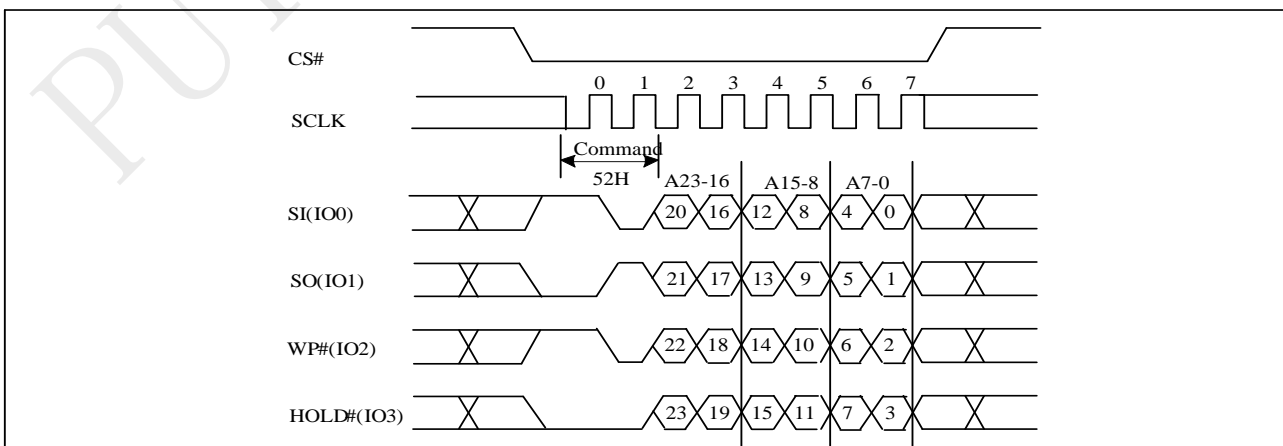 PUY
CS#
0 1 2 3 4 5 6 7
SCLK
Command
52H
A23-16 A15-8 A7-0
SI(IO0) 20 16 12 8 4 0
SO(IO1) 21 17 13 9 5 1
WP#(IO2) 22 18 14 10 6 2
HOLD#(IO3) 23 19 15 11 7 3